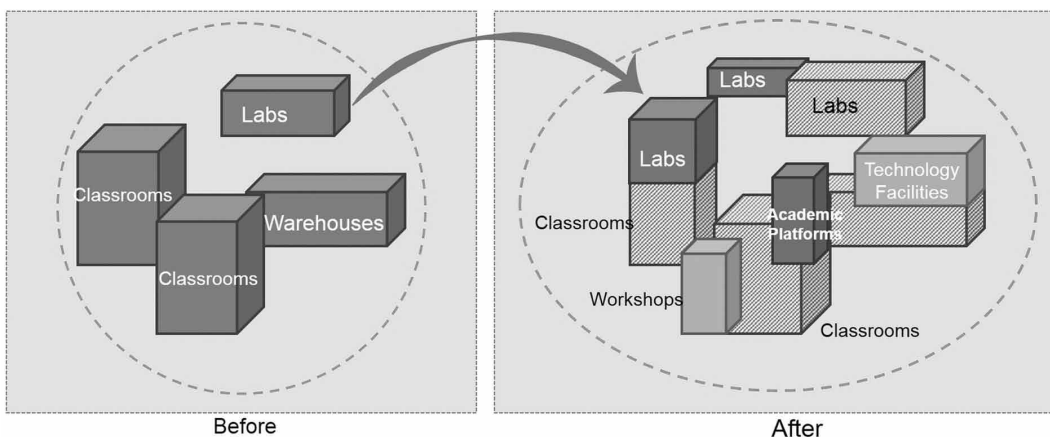 Labs
Classrooms
Warehouses
Classrooms
Before
Labs
Labs
Labs
Technology
Facilities
Classrooms
Academic
Platforms
Workshops
Classrooms
After